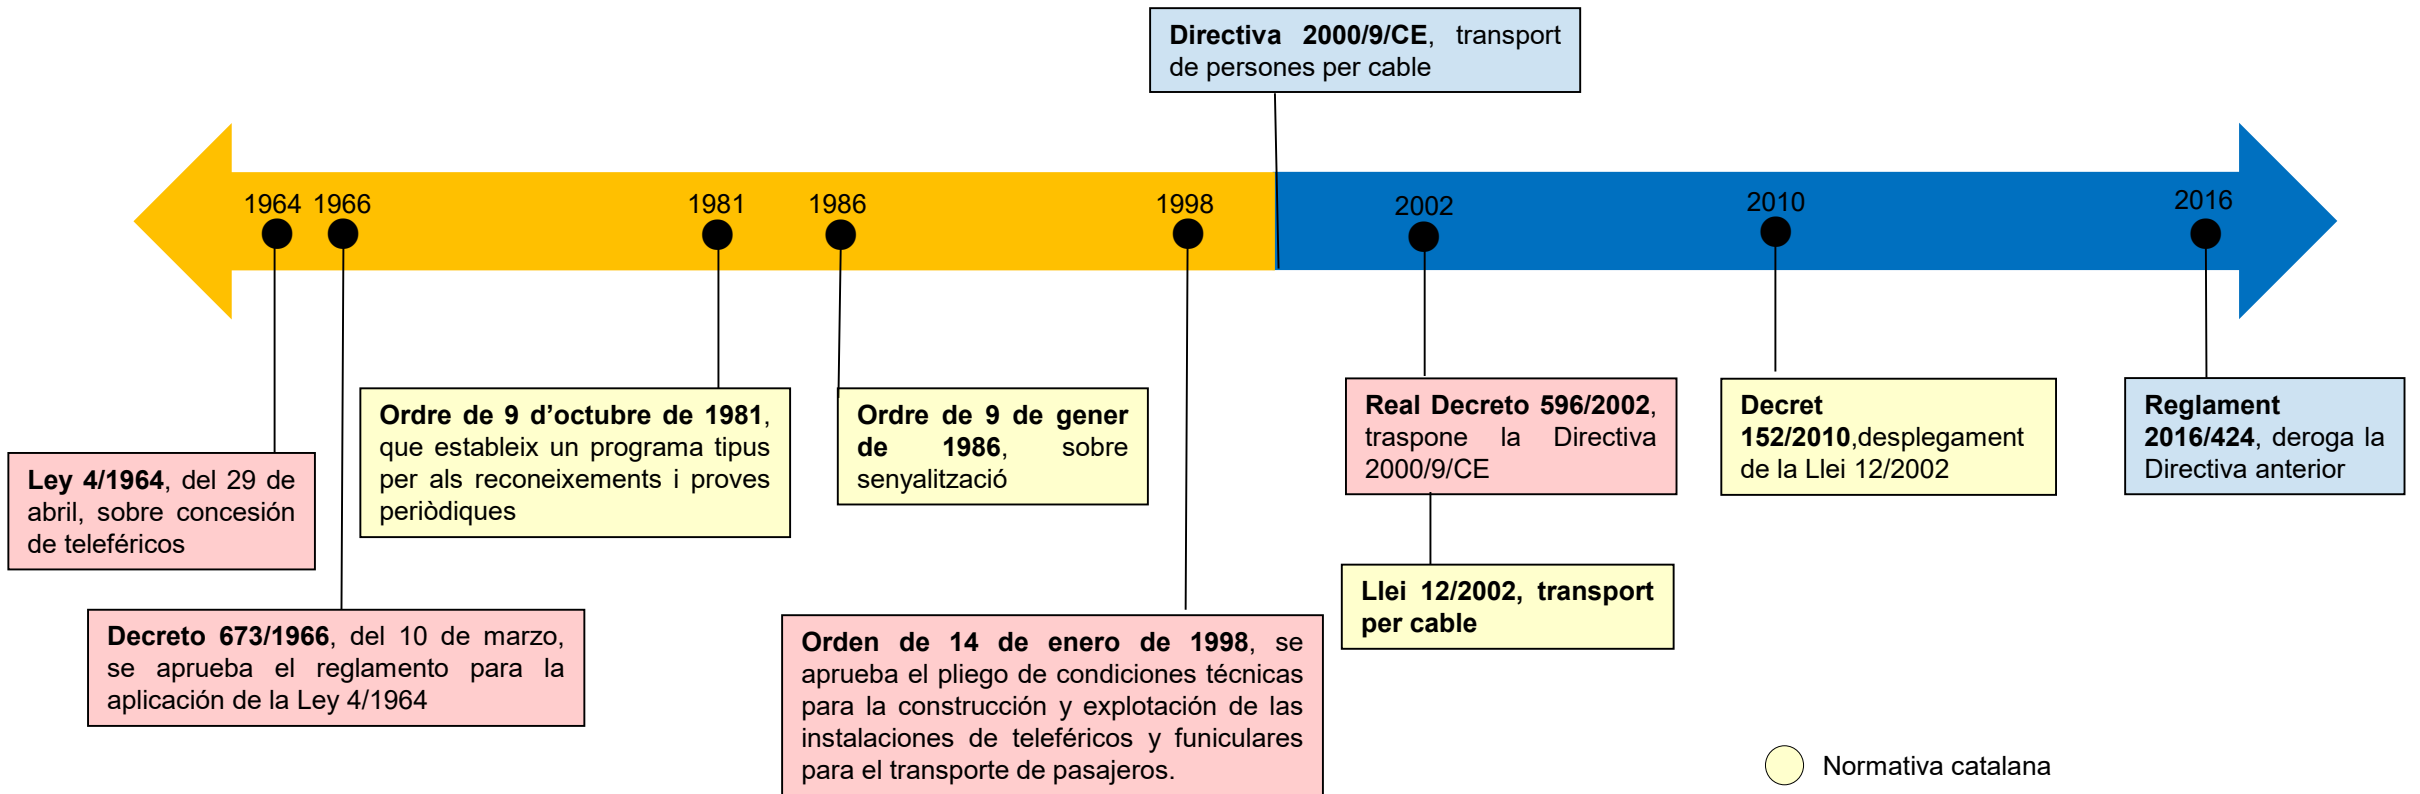 Directiva 2000/9/CE, transport
de persones per cable
1964
1966
1981
1986
1998
2002
2010
2016
Ley 4/1964, del 29 de
abril, sobre concesión
de teleféricos
Decreto 673/1966, del 10 de marzo,
se aprueba el reglamento para la
aplicación de la Ley 4/1964
Ordre de 9 d’octubre de 1981,
que estableix un programa tipus
per als reconeixements i proves
periòdiques
Ordre de 9 de gener
de 1986, sobre
senyalització
Orden de 14 de enero de 1998, se
aprueba el pliego de condiciones técnicas
para la construcción y explotación de las
instalaciones de teleféricos y funiculares
para el transporte de pasajeros.
Real Decreto 596/2002,
traspone la Directiva
2000/9/CE
Llei 12/2002, transport
per cable
Decret
152/2010,desplegament
de la Llei 12/2002
Reglament
2016/424, deroga la
Directiva anterior
Normativa catalana